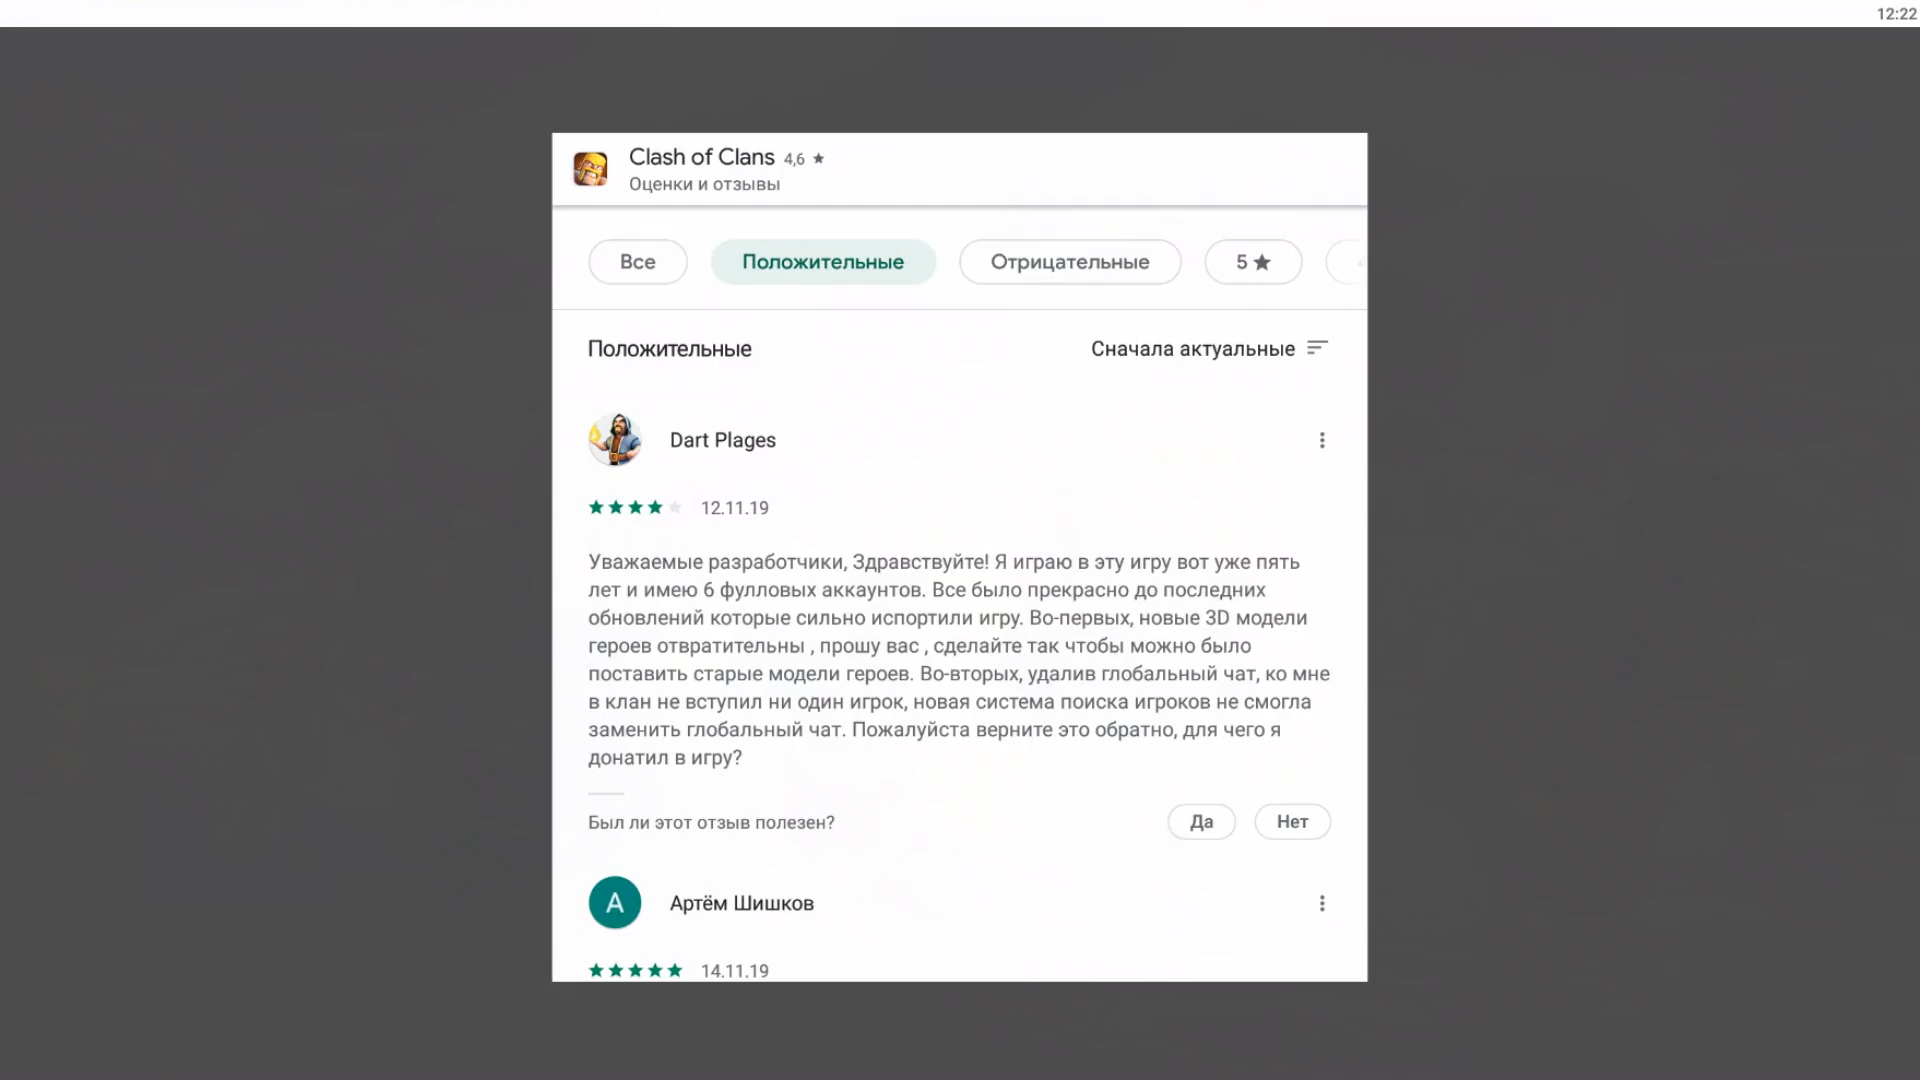 12:22
Clash of Clans 4,6 ★
Оценки и отзывы
Все Положительные Отрицательные 5 ★
Положительные Сначала актуальные
Dart Plages
12.11.19
Уважаемые разработчики, Здравствуйте! Я играю в эту игру вот уже пять
лет и имею 6 фулловых аккаунтов. Все было прекрасно до последних
обновлений которые сильно испортили игру. Во-первых, новые 3D модели
героев отвратительны , прошу вас , сделайте так чтобы можно было
поставить старые модели героев. Во-вторых, удалив глобальный чат, ко мне
в клан не вступил ни один игрок, новая система поиска игроков не смогла
заменить глобальный чат. Пожалуйста верните это обратно, для чего я
донатил в игру?
Был ли этот отзыв полезен? Да Нет
А Артём Шишков
14.11.19